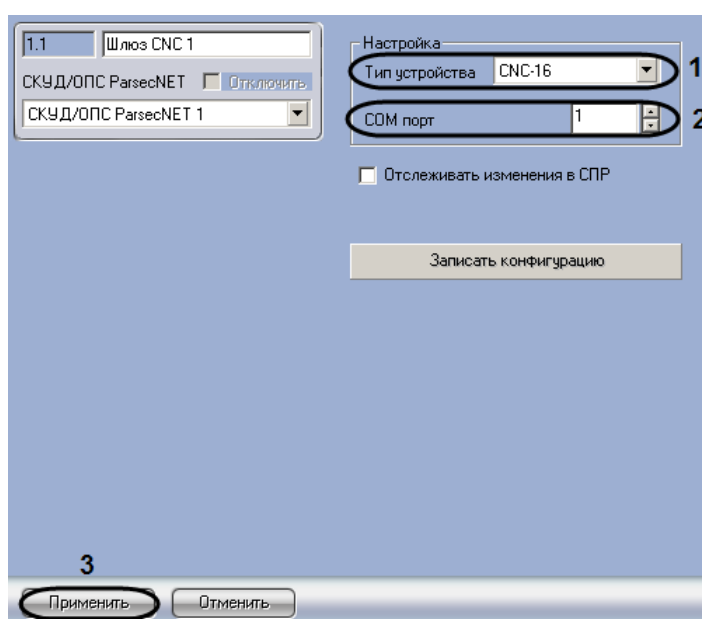 1.1 Шлюз CNC 1
СКУД/ОПС ParsecNET Отключить
СКУД/ОПС ParsecNET 1
Настройка
Тип устройства CNC-16 1
COM порт 1 2
Отслеживать изменения в СПР
Записать конфигурацию
3
Применить Отменить